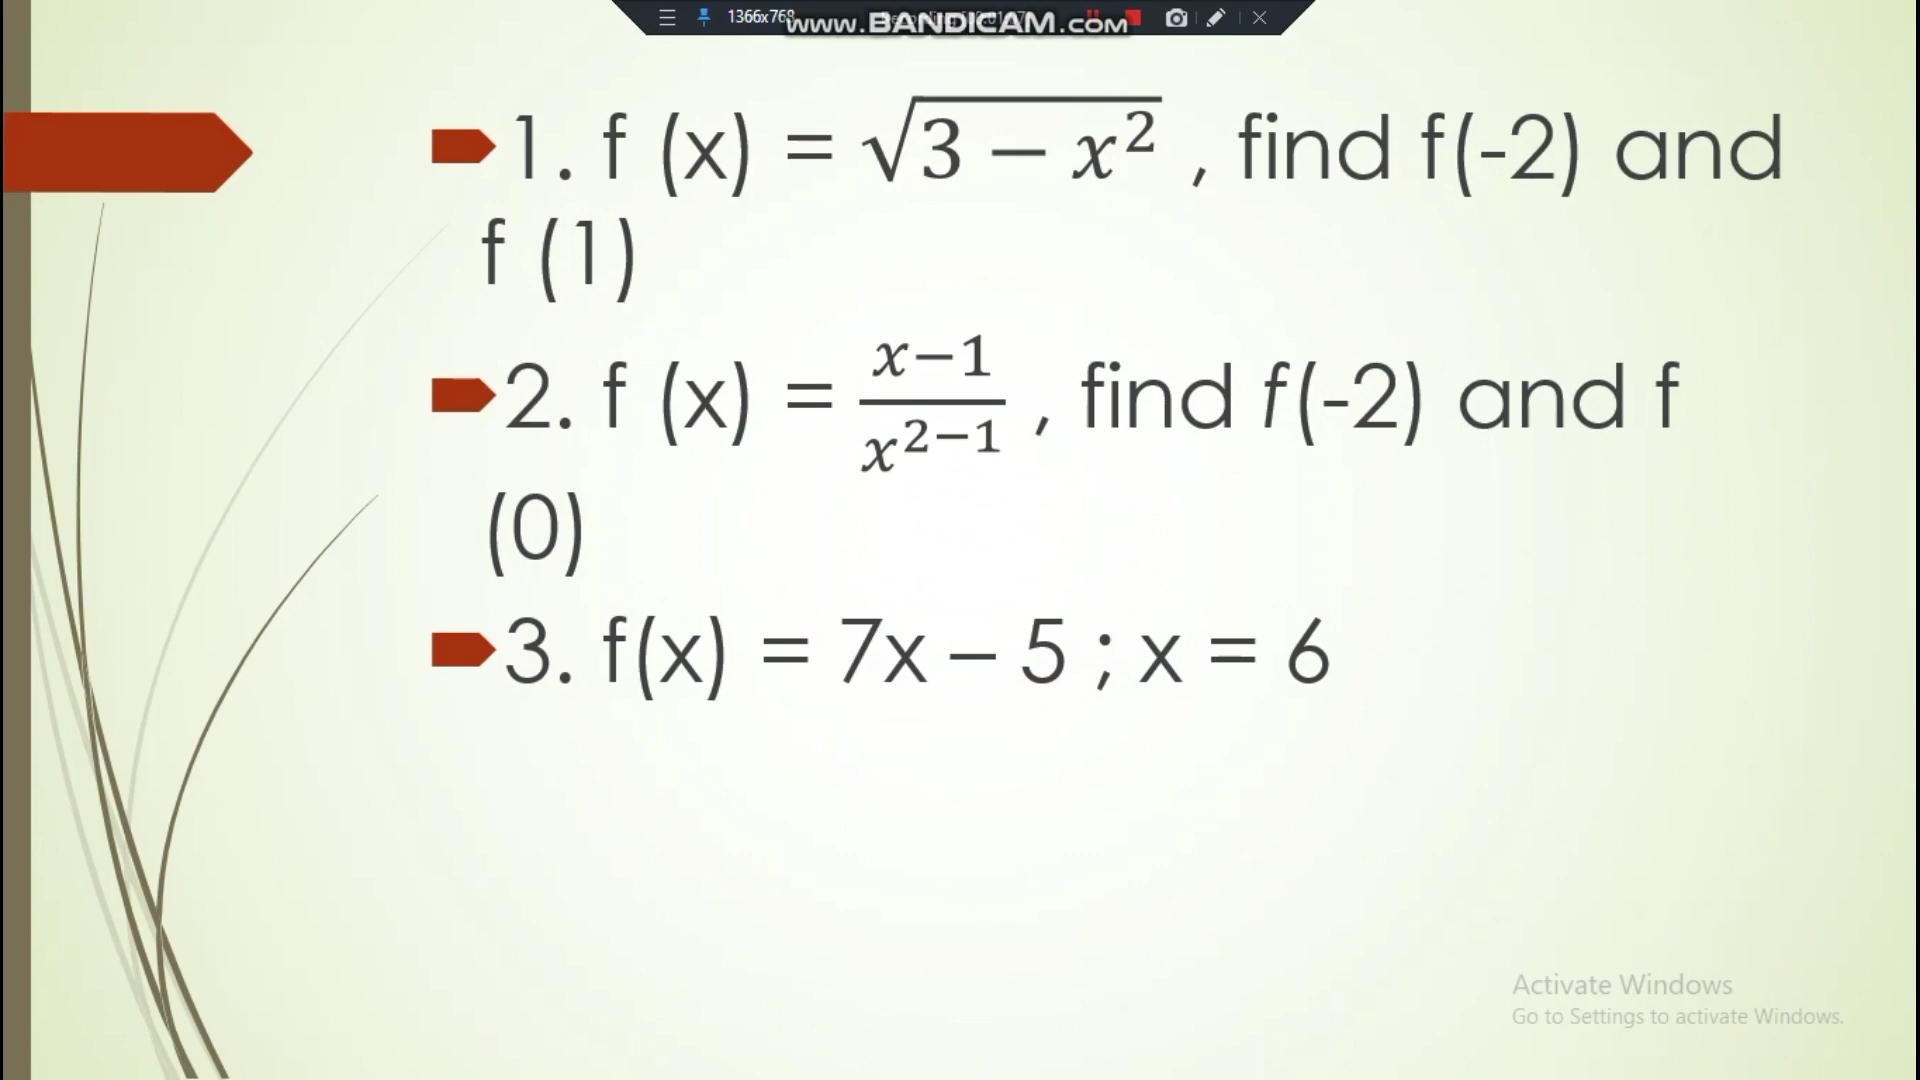 1366x768
www.BANDICAM.com
1. f (x) = √3 − x² , find f(-2) and
f (1)
2. f (x) = x−1 / x²⁻¹ , find f(-2) and f
(0)
3. f(x) = 7x – 5 ; x = 6
Activate Windows
Go to Settings to activate Windows.